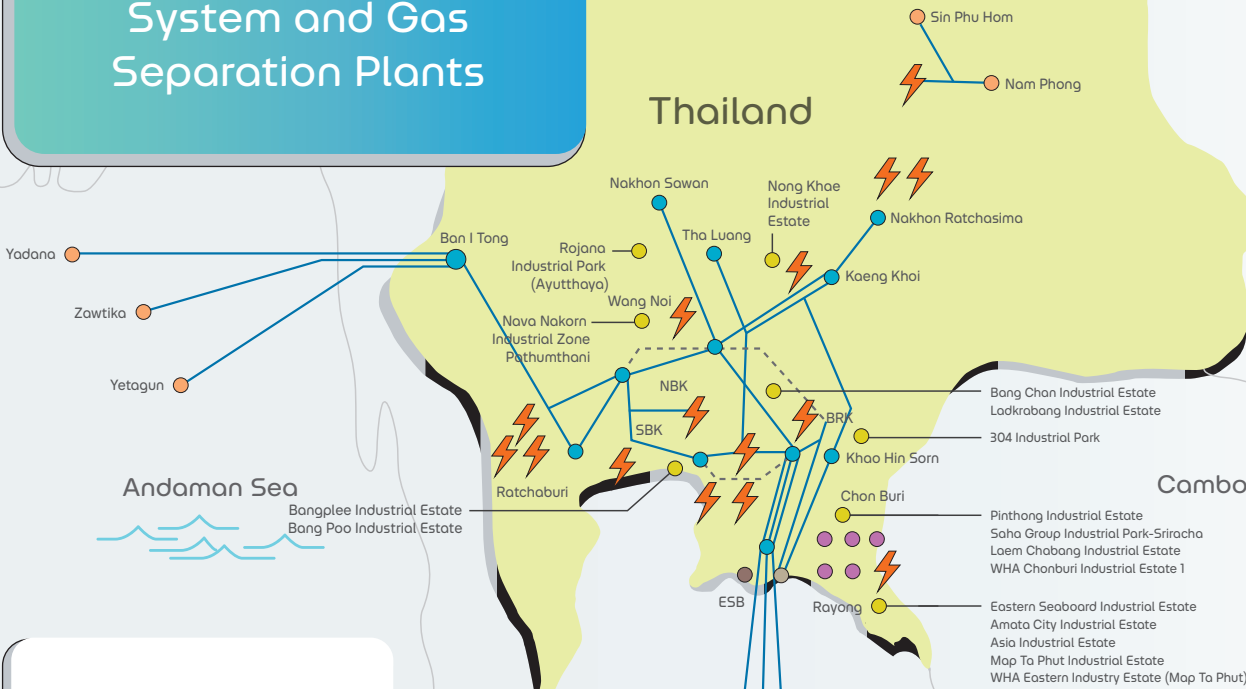 System and Gas
Separation Plants
Sin Phu Hom
Nam Phong
Thailand
Nakhon Sawan
Nong Khae
Industrial
Estate
Nakhon Ratchasima
Yadana
Ban I Tong
Rojana
Industrial Park
(Ayutthaya)
Tha Luang
Kaeng Khoi
Zawtika
Wang Noi
Nava Nakorn
Industrial Zone
Pathumthani
Yetagun
NBK
Bang Chan Industrial Estate
Ladkrabang Industrial Estate
SBK
BRK
304 Industrial Park
Khao Hin Sorn
Andaman Sea
Ratchaburi
Chon Buri
Bangplee Industrial Estate
Bang Poo Industrial Estate
Pinthong Industrial Estate
Saha Group Industrial Park-Sriracha
Laem Chabang Industrial Estate
WHA Chonburi Industrial Estate 1
ESB
Rayong
Eastern Seaboard Industrial Estate
Amata City Industrial Estate
Asia Industrial Estate
Map Ta Phut Industrial Estate
WHA Eastern Industry Estate (Map Ta Phut)